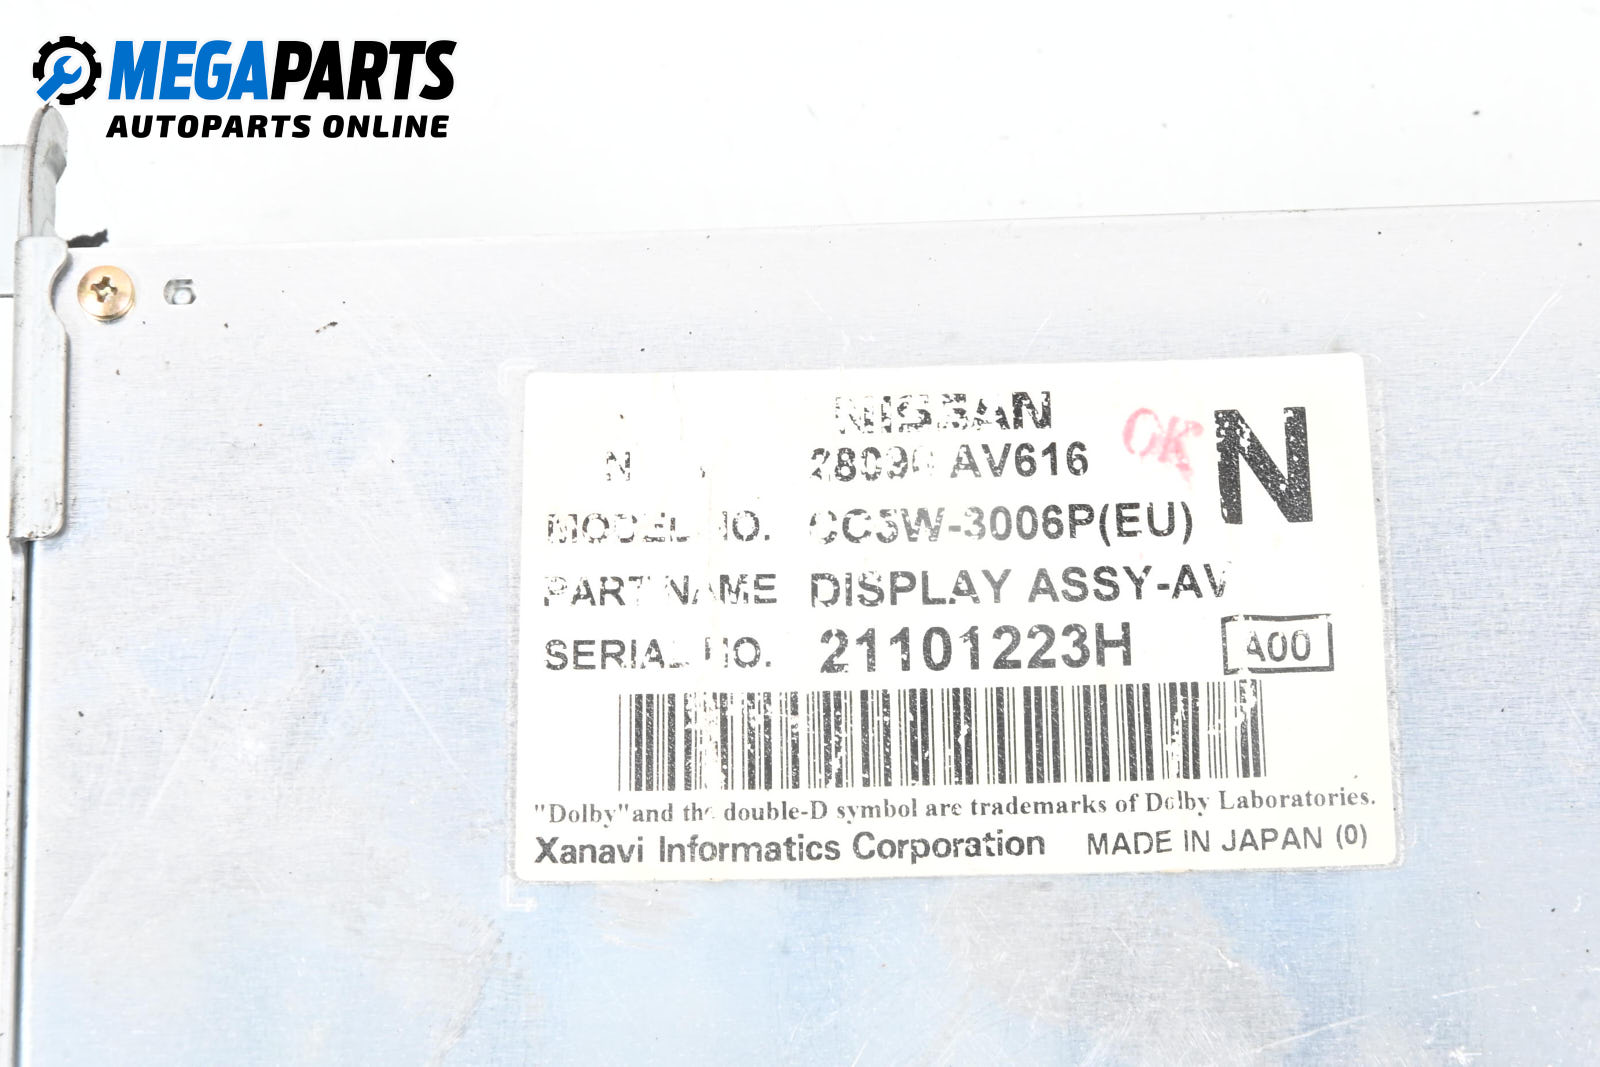 MEGAPARTS
AUTOPARTS ONLINE
6
NISSAN
N
AV616
OK
N
MODEL NO. CC5W-3006P(EU)
PART NAME DISPLAY ASSY-AV
SERIAL NO. 21101223H
A00
"Dolby"and the double-D symbol are trademarks of Dolby Laboratories.
Xanavi Informatics Corporation MADE IN JAPAN (0)